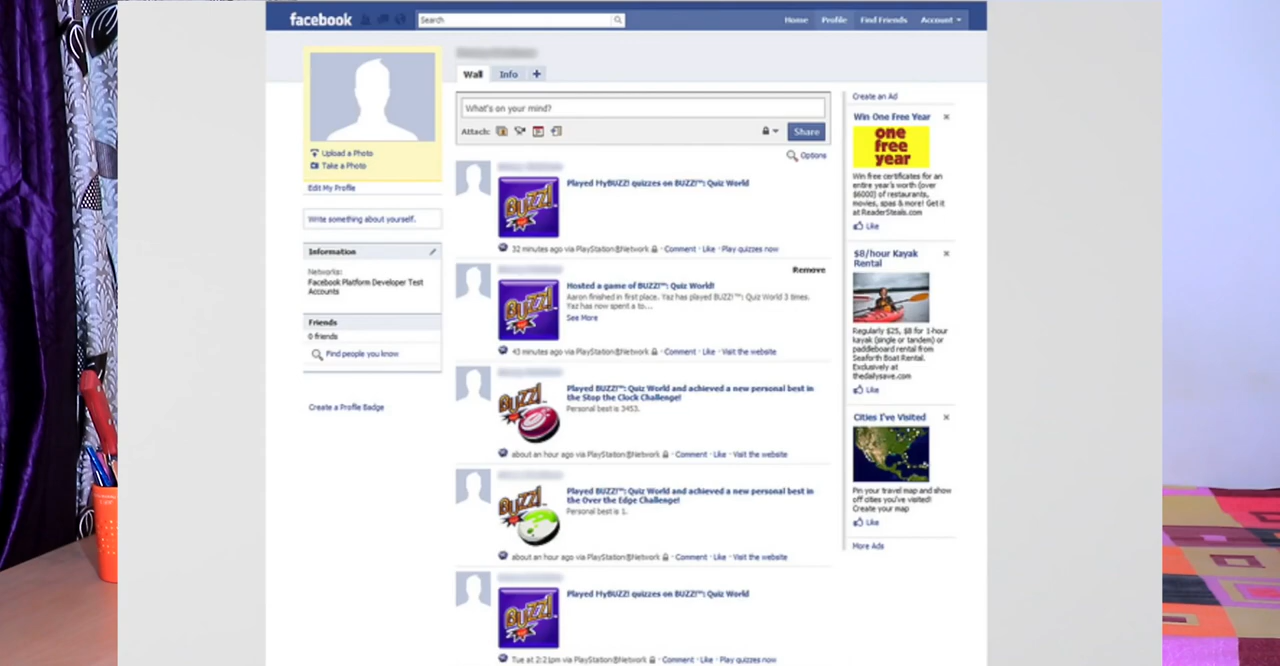 facebook
Search
Home
Profile
Find Friends
Account
Wall
Info
+
What's on your mind?
Attach:
Share
Options
Upload a Photo
Take a Photo
Edit My Profile
Write something about yourself.
Information
Networks:
Facebook Platform Developer Test
Accounts
Friends
0 friends
Find people you know
Create a Profile Badge
BUZZ!
Played MyBUZZ! quizzes on BUZZ!™: Quiz World
32 minutes ago via PlayStation®Network · Comment · Like · Play quizzes now
Remove
BUZZ!
Hosted a game of BUZZ!™: Quiz World!
Aaron finished in first place. Yaz has played BUZZ!™: Quiz World 3 times.
Yaz has now spent a to...
See More
43 minutes ago via PlayStation®Network · Comment · Like · Visit the website
BUZZ!
Played BUZZ!™: Quiz World and achieved a new personal best in
the Stop the Clock Challenge!
Personal best is 3453.
about an hour ago via PlayStation®Network · Comment · Like · Visit the website
BUZZ!
Played BUZZ!™: Quiz World and achieved a new personal best in
the Over the Edge Challenge!
Personal best is 1.
about an hour ago via PlayStation®Network · Comment · Like · Visit the website
BUZZ!
Played MyBUZZ! quizzes on BUZZ!™: Quiz World
Tue at 2:21pm via PlayStation®Network · Comment · Like · Play quizzes now
Create an Ad
Win One Free Year
one
free
year
Win free certificates for an
entire year's worth (over
$6000) of restaurants,
movies, spas & more! Get it
at ReaderSteals.com
Like
$8/hour Kayak
Rental
Regularly $25, $8 for 1-hour
kayak (single or tandem) or
paddleboard rental from
Seaforth Boat Rental.
Exclusively at
thedailysave.com
Like
Cities I've Visited
Pin your travel map and show
off cities you've visited!
Create your map
Like
More Ads